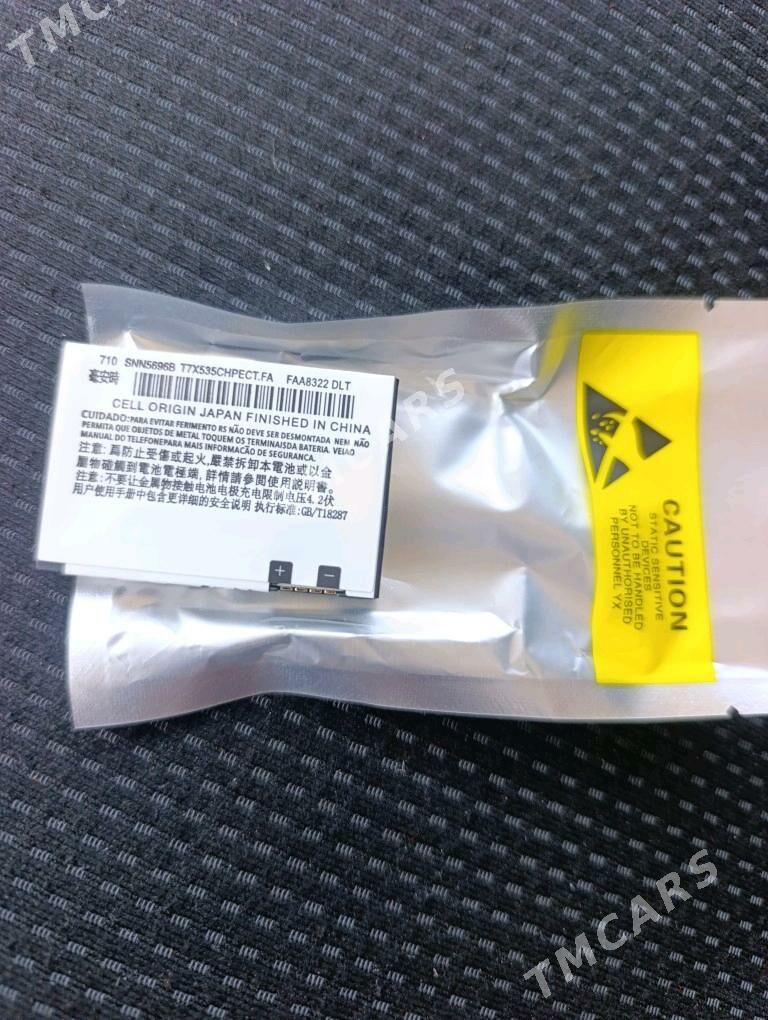 TMCARS
710 SNN5696B T7X535CHPECT.FA FAA8322 DLT
毫安時
CELL ORIGIN JAPAN FINISHED IN CHINA
CUIDADO:PARA EVITAR FERIMENTO RS NÃO DEVE SER DESMONTADA NEM NÃO
PERMITA QUE OBJETOS DE METAL TOQUEM OS TERMINAISDA BATERIA. VEIAO
MANUAL DO TELEFONEPARA MAIS INFORMACÃO DE SEGURANCA.
注意:爲防止受傷或起火,嚴禁拆卸本電池或以金
屬物碰觸到電池電極端,詳情請參閱使用說明書。
注意:不要让金属物接触电池电极充电限制电压4.2伏
用户使用手册中包含更详细的安全说明 执行标准:GB/T18287
+ −
CAUTION
STATIC SENSITIVE
DEVICES
NOT TO BE HANDLED
BY UNAUTHORISED
PERSONNEL YX
TMCARS
TMCARS